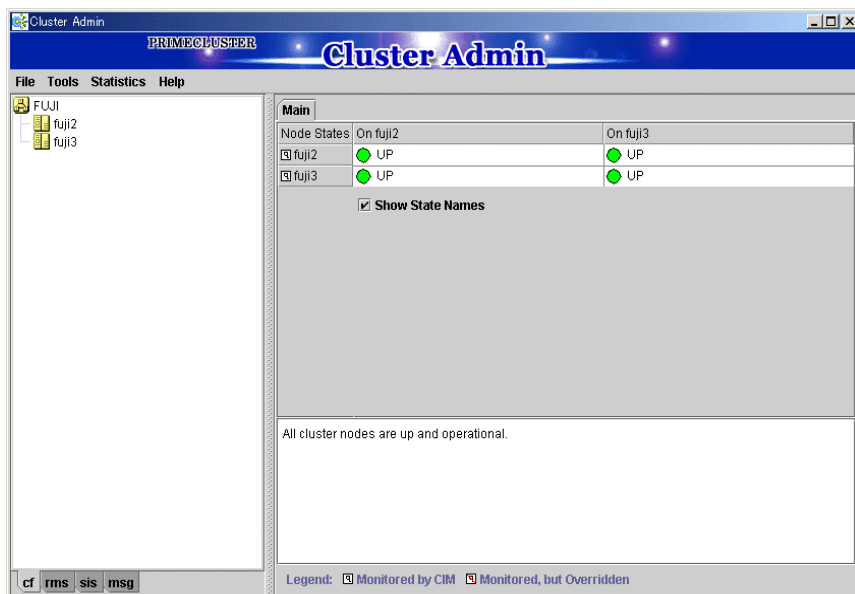 Cluster Admin
PRIMECLUSTER
Cluster Admin
File Tools Statistics Help
FUJI
fuji2
fuji3
Main
Node States On fuji2 On fuji3
fuji2 UP UP
fuji3 UP UP
Show State Names
All cluster nodes are up and operational.
cf rms sis msg
Legend: Monitored by CIM Monitored, but Overridden